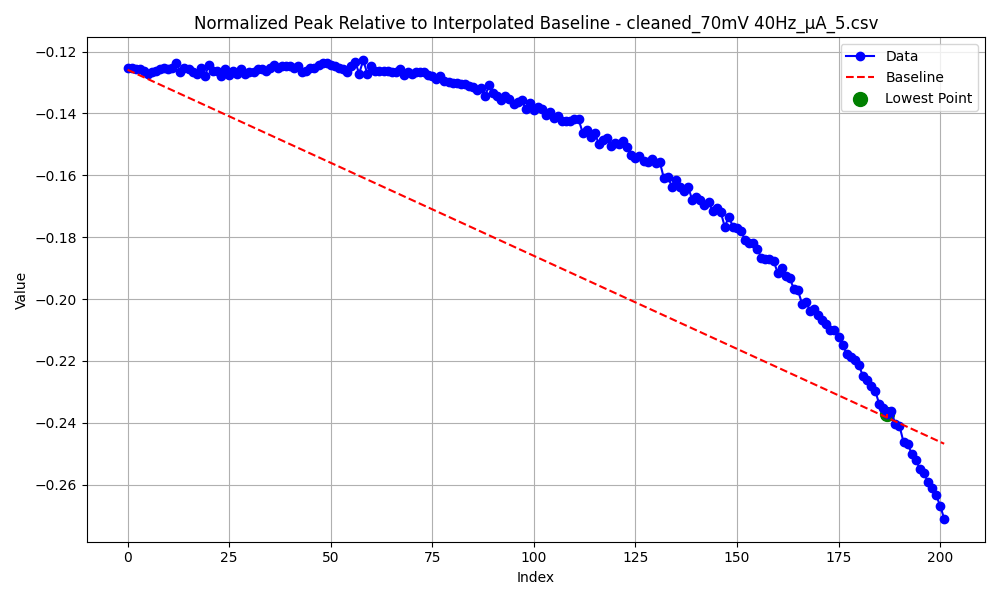 Normalized Peak Relative to Interpolated Baseline - cleaned_70mV 40Hz_μA_5.csv
Data
Baseline
Lowest Point
Value
−0.12
−0.14
−0.16
−0.18
−0.20
−0.22
−0.24
−0.26
0 25 50 75 100 125 150 175 200
Index